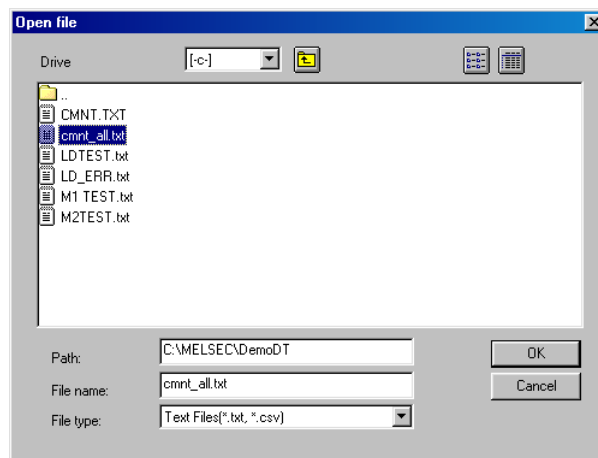 Open file
Drive [-c-]
..
CMNT.TXT
cmnt_all.txt
LDTEST.txt
LD_ERR.txt
M1 TEST.txt
M2TEST.txt
Path: C:\MELSEC\DemoDT OK
File name: cmnt_all.txt Cancel
File type: Text Files(*.txt, *.csv)